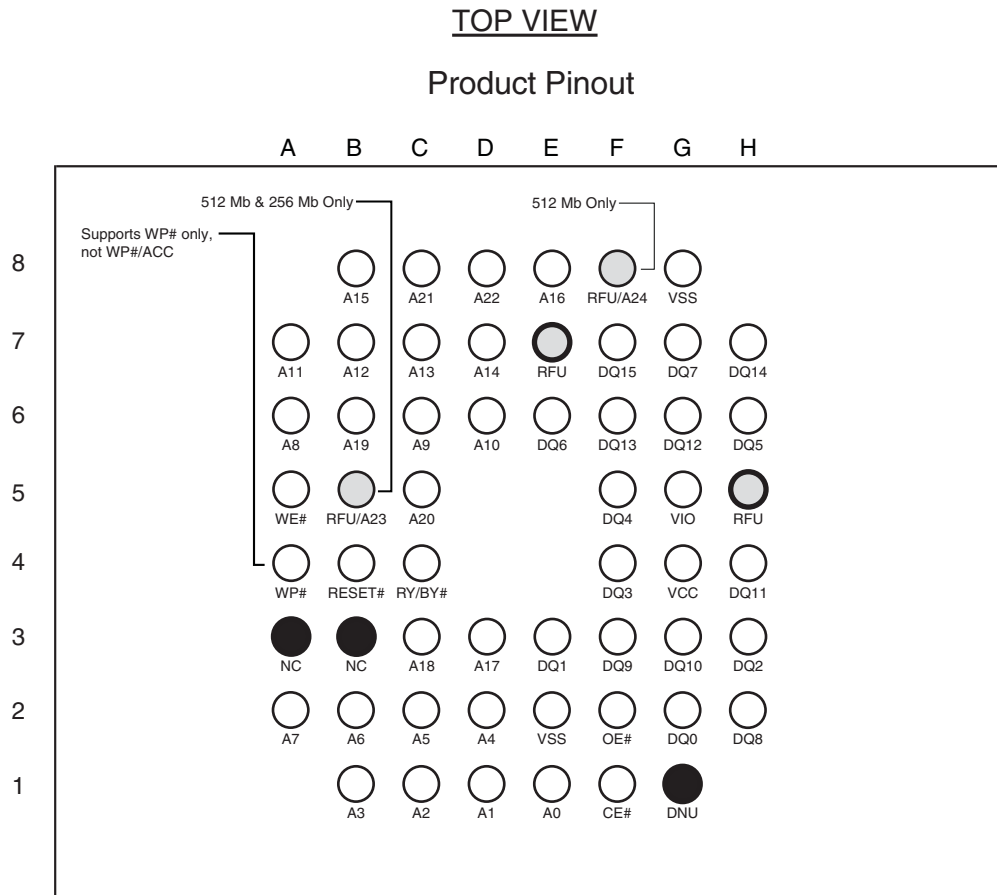 TOP VIEW
Product Pinout
A B C D E F G H
512 Mb & 256 Mb Only
512 Mb Only
Supports WP# only,
not WP#/ACC
8
A15 A21 A22 A16 RFU/A24 VSS
7
A11 A12 A13 A14 RFU DQ15 DQ7 DQ14
6
A8 A19 A9 A10 DQ6 DQ13 DQ12 DQ5
5
WE# RFU/A23 A20 DQ4 VIO RFU
4
WP# RESET# RY/BY# DQ3 VCC DQ11
3
NC NC A18 A17 DQ1 DQ9 DQ10 DQ2
2
A7 A6 A5 A4 VSS OE# DQ0 DQ8
1
A3 A2 A1 A0 CE# DNU